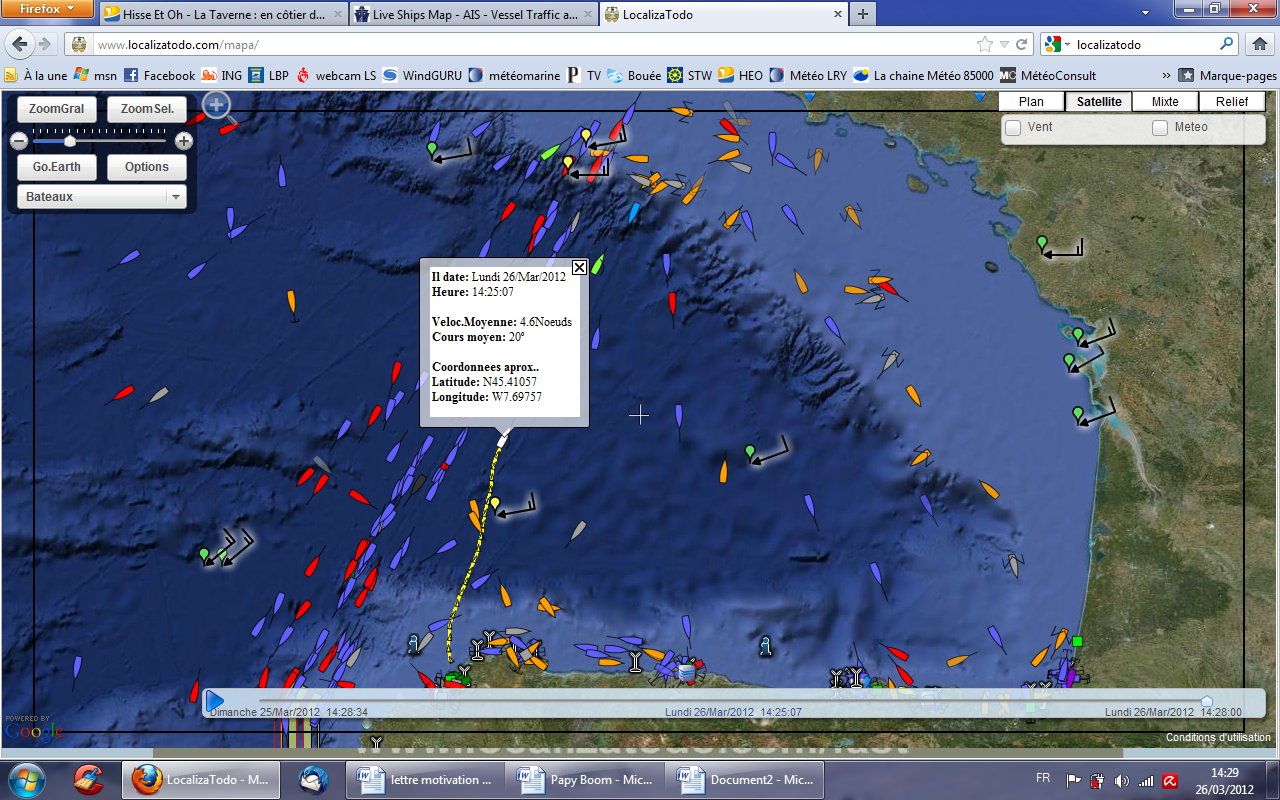 Firefox
Hisse Et Oh - La Taverne : en côtier d...
Live Ships Map - AIS - Vessel Traffic a...
LocalizaTodo
www.localizatodo.com/mapa/
localizatodo
À la une
msn
Facebook
ING
LBP
webcam LS
WindGURU
météomarine
TV
Bouée
STW
HEO
Météo LRY
La chaine Météo 85000
MétéoConsult
»
Marque-pages
ZoomGral
ZoomSel.
Go.Earth
Options
Bateaux
Plan
Satellite
Mixte
Relief
Vent
Meteo
Il date: Lundi 26/Mar/2012
Heure: 14:25:07
Veloc.Moyenne: 4.6Noeuds
Cours moyen: 20º
Coordonnees aprox..
Latitude: N45.41057
Longitude: W7.69757
Dimanche 25/Mar/2012 14:28:34
Lundi 26/Mar/2012 14:25:07
Lundi 26/Mar/2012 14:28:00
POWERED BY
Google
Conditions d'utilisation
LocalizaTodo - M...
lettre motivation ...
Papy Boom - Mic...
Document2 - Mic...
FR
14:29
26/03/2012